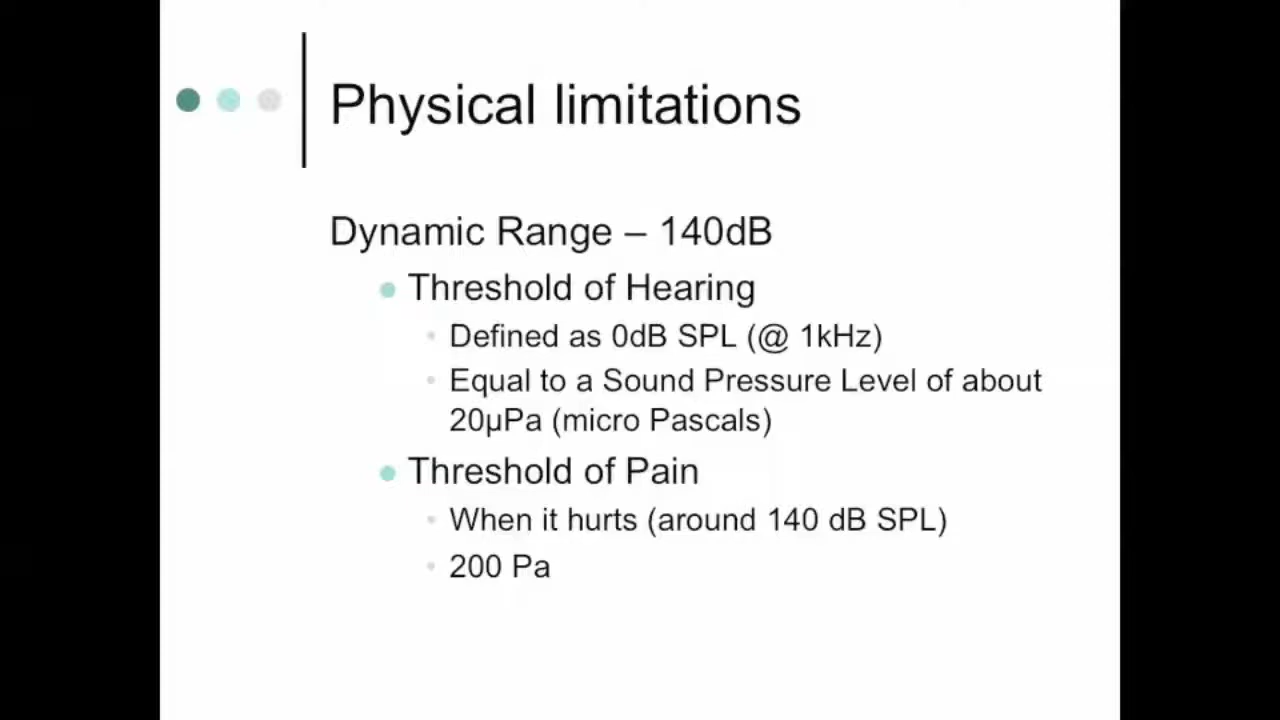 Physical limitations
Dynamic Range – 140dB
Threshold of Hearing
Defined as 0dB SPL (@ 1kHz)
Equal to a Sound Pressure Level of about
20µPa (micro Pascals)
Threshold of Pain
When it hurts (around 140 dB SPL)
200 Pa